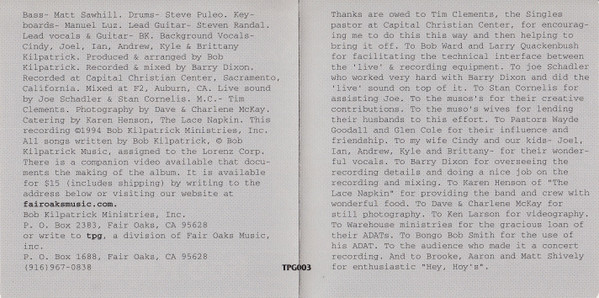 Bass- Matt Sawhill. Drums- Steve Puleo. Key-
boards- Manuel Luz. Lead Guitar- Steven Randal.
Lead vocals & Guitar- BK. Background Vocals-
Cindy, Joel, Ian, Andrew, Kyle & Brittany
Kilpatrick. Produced & arranged by Bob
Kilpatrick. Recorded & mixed by Barry Dixon.
Recorded at Capital Christian Center, Sacramento,
California. Mixed at F2, Auburn, CA. Live sound
by Joe Schadler & Stan Cornelis. M.C.- Tim
Clements. Photography by Dave & Charlene McKay.
Catering by Karen Henson, The Lace Napkin. This
recording ©1994 Bob Kilpatrick Ministries, Inc.
All songs written by Bob Kilpatrick, © Bob
Kilpatrick Music, assigned to the Lorenz Corp.
There is a companion video available that docu-
ments the making of the album. It is available
for $15 (includes shipping) by writing to the
address below or visiting our website at
fairoaksmusic.com.
Bob Kilpatrick Ministries, Inc.
P. O. Box 2383, Fair Oaks, CA 95628
or write to tpg, a division of Fair Oaks Music,
inc.
P. O. Box 1688, Fair Oaks, CA 95628
(916)967-0838
TPG003
Thanks are owed to Tim Clements, the Singles
pastor at Capital Christian Center, for encourag-
ing me to do this this way and then helping to
bring it off. To Bob Ward and Larry Quackenbush
for facilitating the technical interface between
the 'live' & recording equipment. To Joe Schadler
who worked very hard with Barry Dixon and did the
'live' sound on top of it. To Stan Cornelis for
assisting Joe. To the muso's for their creative
contributions. To the muso's wives for lending
their husbands to this effort. To Pastors Wayde
Goodall and Glen Cole for their influence and
friendship. To my wife Cindy and our kids- Joel,
Ian, Andrew, Kyle and Brittany- for their wonder-
ful vocals. To Barry Dixon for overseeing the
recording details and doing a nice job on the
recording and mixing. To Karen Henson of "The
Lace Napkin" for providing the band and crew with
wonderful food. To Dave & Charlene McKay for
still photography. To Ken Larson for videography.
To Warehouse ministries for the gracious loan of
their ADATs. To Bongo Bob Smith for the use of
his ADAT. To the audience who made it a concert
recording. And to Brooke, Aaron and Matt Shively
for enthusiastic "Hey, Hoy's".